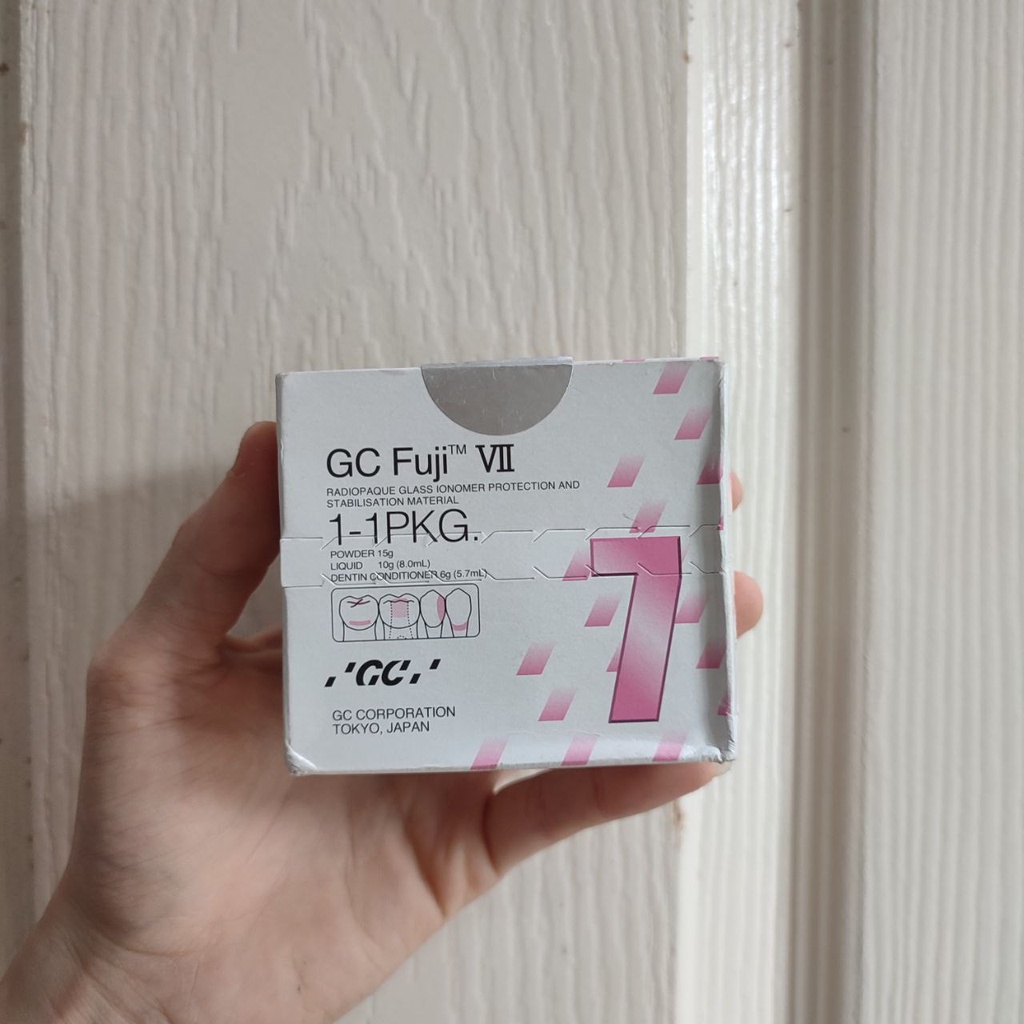 GC Fuji™ Ⅶ
RADIOPAQUE GLASS IONOMER PROTECTION AND
STABILISATION MATERIAL
1-1PKG.
POWDER 15g
LIQUID 10g (8.0mL)
DENTIN CONDITIONER 6g (5.7mL)
7
GC
GC CORPORATION
TOKYO, JAPAN